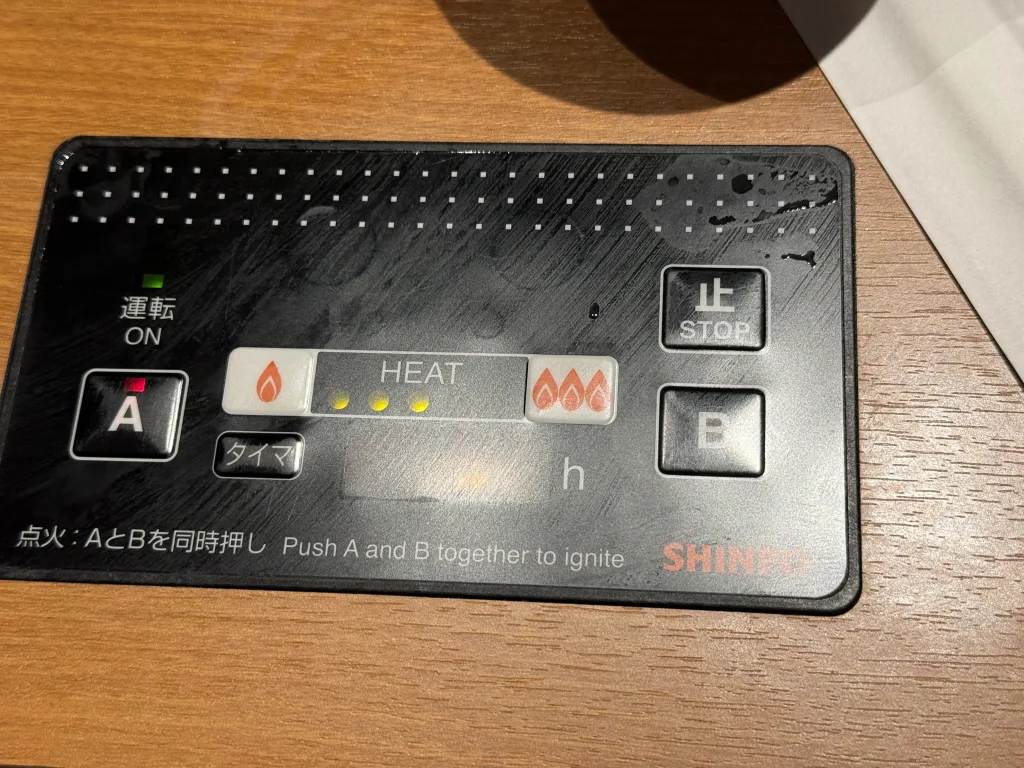 運転
ON
A
HEAT
止
STOP
B
タイマ
h
点火：AとBを同時押し Push A and B together to ignite
SHINPO